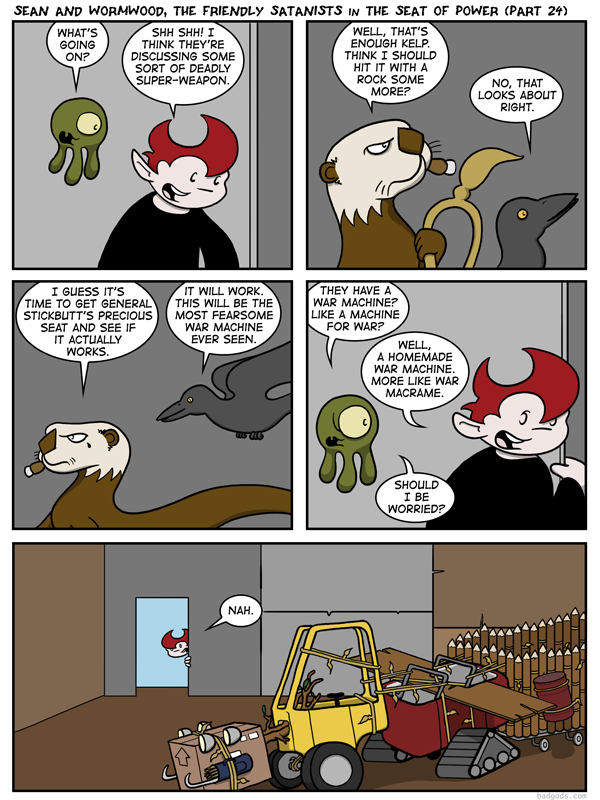 SEAN AND WORMWOOD, THE FRIENDLY SATANISTS IN THE SEAT OF POWER (PART 24)
WHAT'S
GOING
ON?
SHH SHH! I
THINK THEY'RE
DISCUSSING SOME
SORT OF DEADLY
SUPER-WEAPON.
WELL, THAT'S
ENOUGH KELP.
THINK I SHOULD
HIT IT WITH A
ROCK SOME
MORE?
NO, THAT
LOOKS ABOUT
RIGHT.
I GUESS IT'S
TIME TO GET GENERAL
STICKBUTT'S PRECIOUS
SEAT AND SEE IF
IT ACTUALLY
WORKS.
IT WILL WORK.
THIS WILL BE THE
MOST FEARSOME
WAR MACHINE
EVER SEEN.
THEY HAVE A
WAR MACHINE?
LIKE A MACHINE
FOR WAR?
WELL,
A HOMEMADE
WAR MACHINE.
MORE LIKE WAR
MACRAME.
SHOULD
I BE
WORRIED?
NAH.
badgods.com